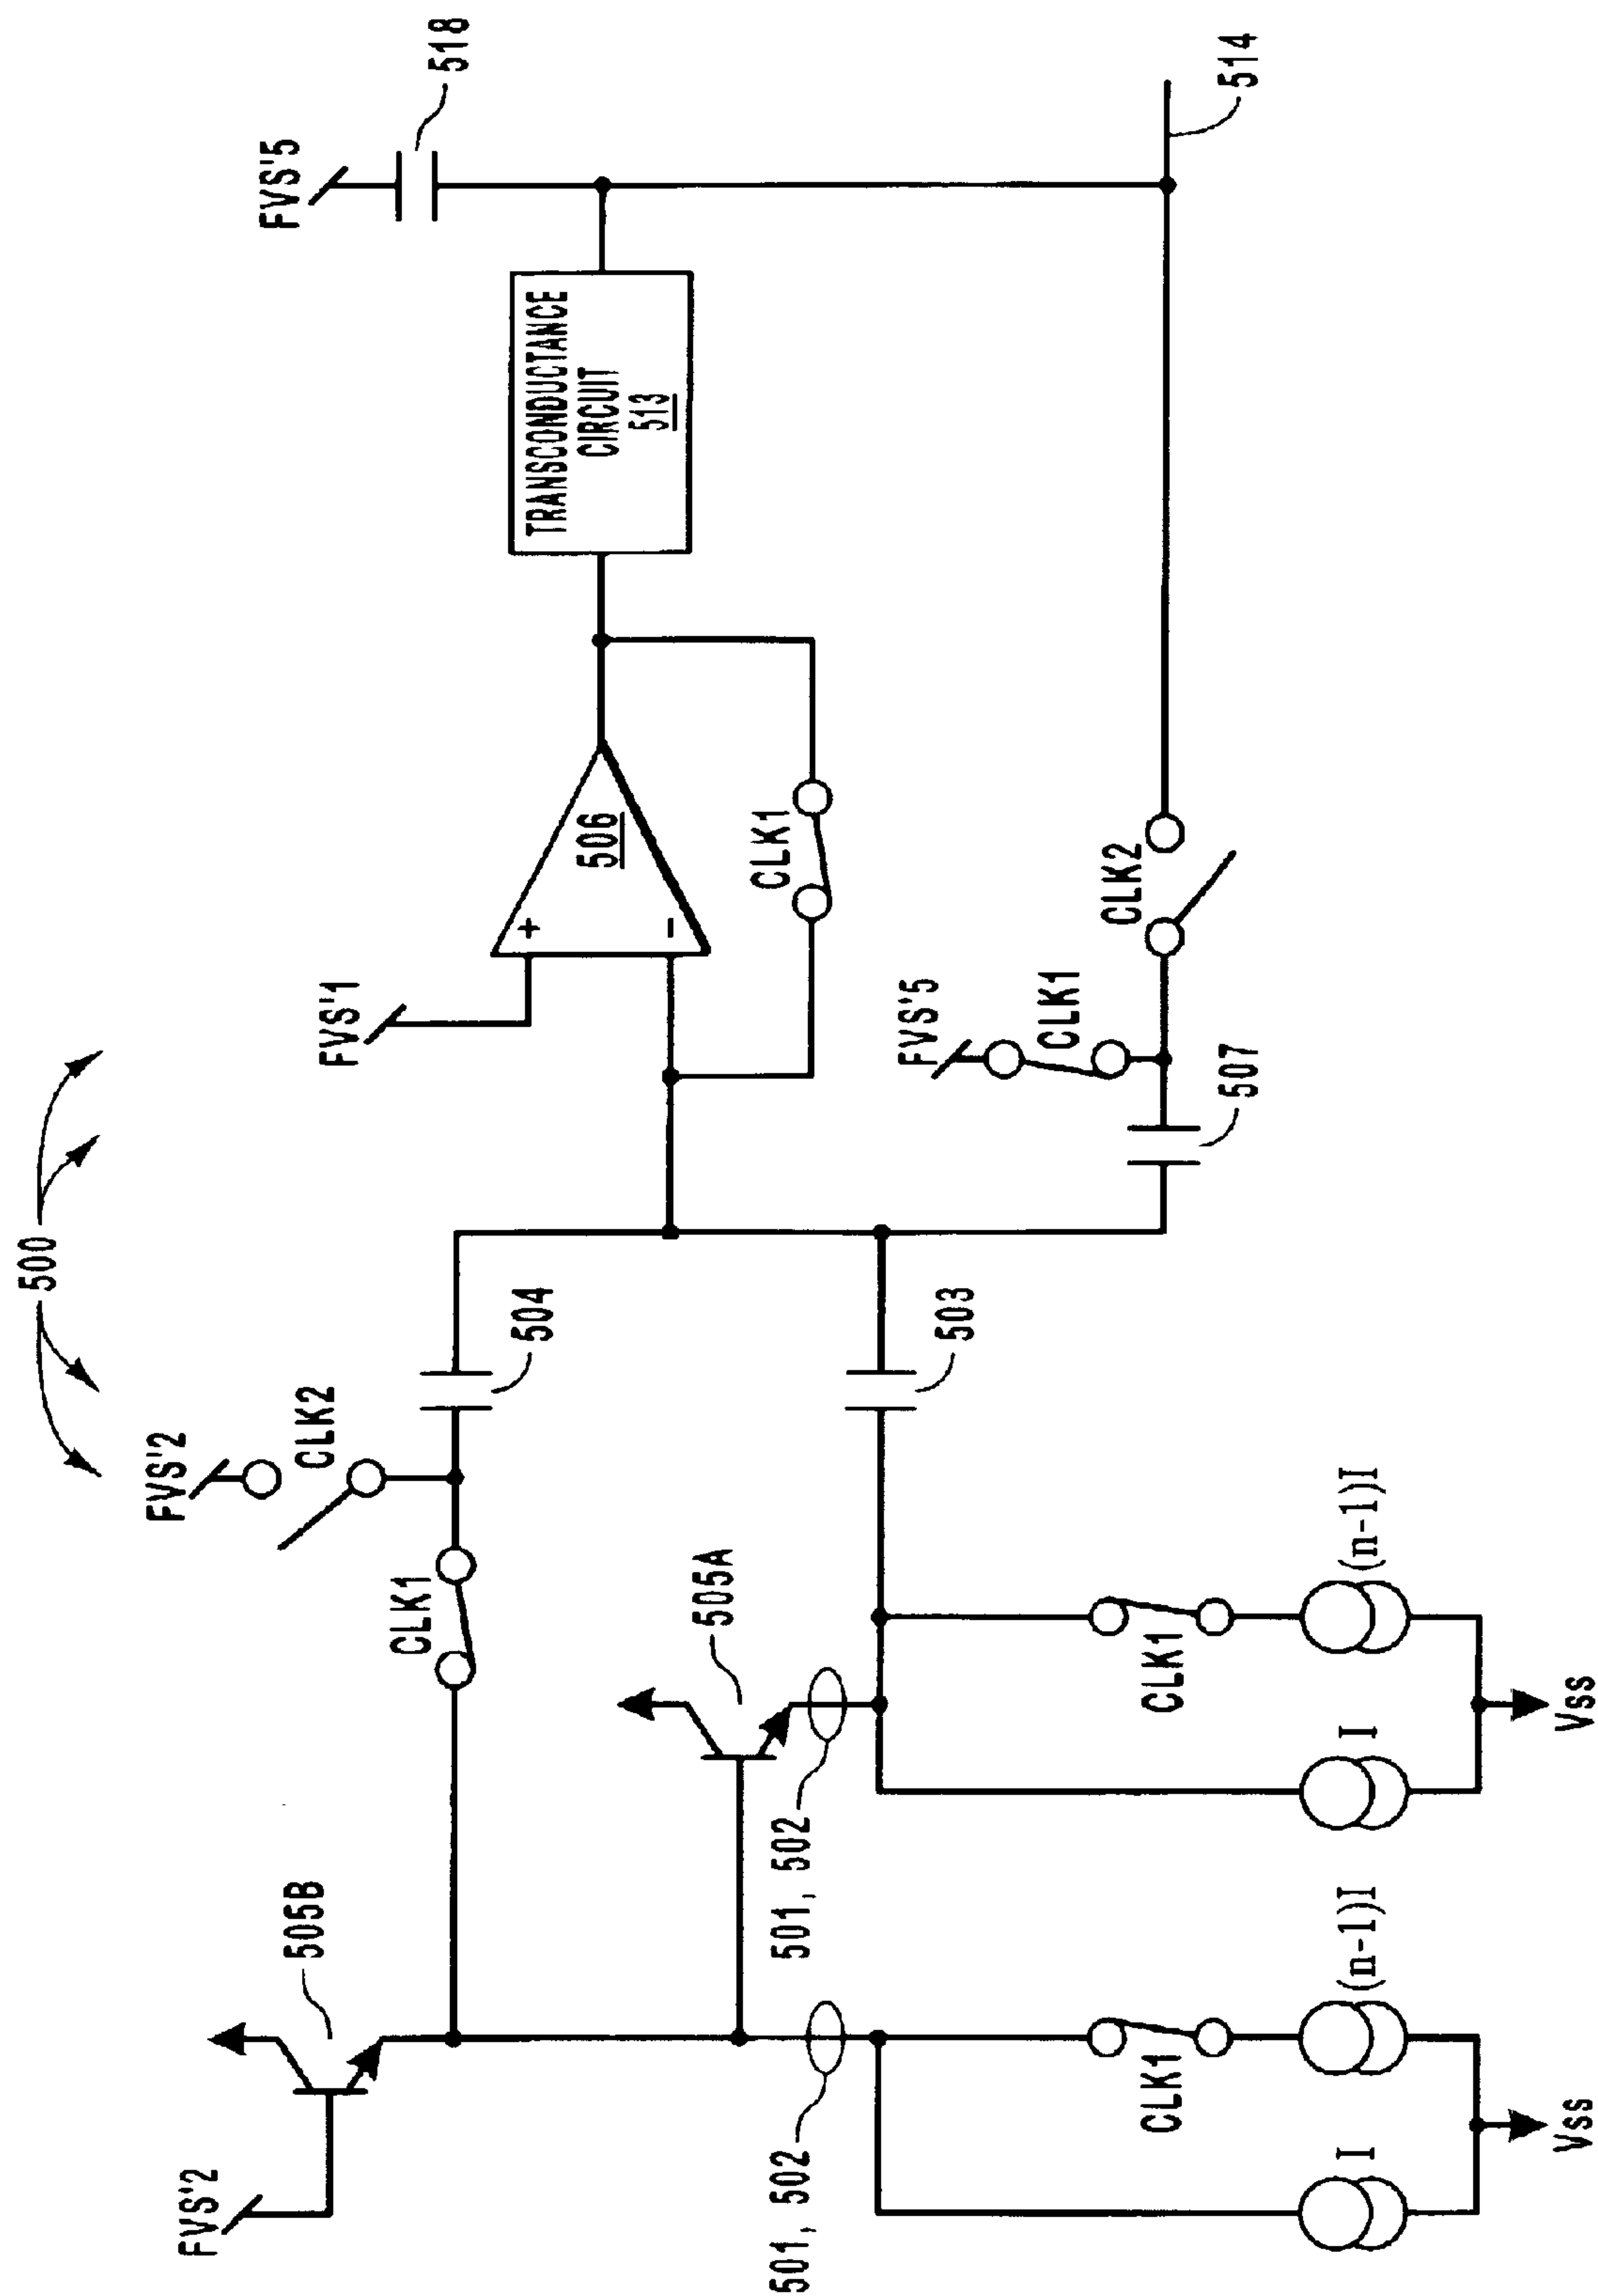 500
FVS'2
505B
FVS'2
CLK2
CLK1
504
505A
501, 502
501, 502
503
CLK1
CLK1
I
(n-1)I
I
(n-1)I
Vss
Vss
FVS'1
+
-
506
CLK1
FVS'5
CLK1
CLK2
507
TRANSCONDUCTANCE
CIRCUIT
513
FVS'5
518
514